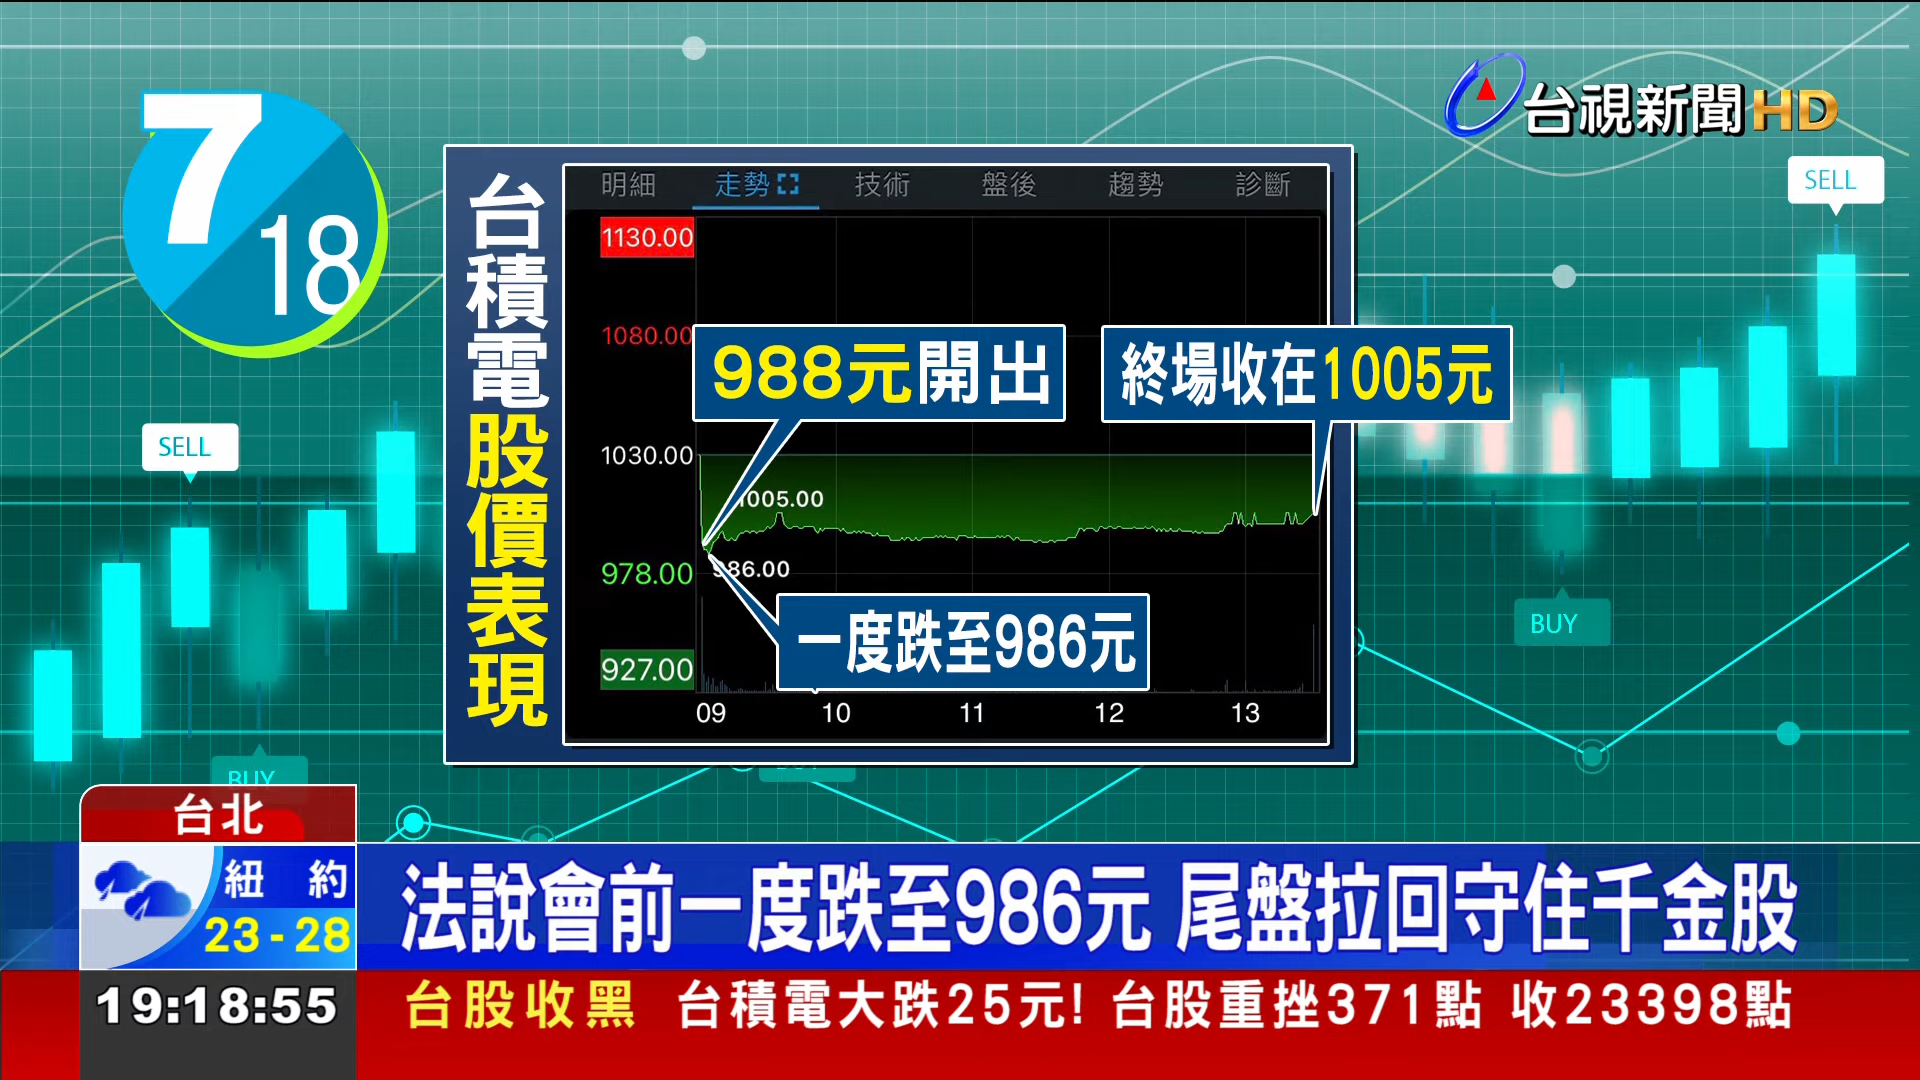 7
18
台視新聞HD
SELL
SELL
BUY
BUY
台積電股價表現
明細 走勢 技術 盤後 趨勢 診斷
1130.00
1080.00
1030.00
978.00
927.00
988元開出
終場收在1005元
1005.00
986.00
一度跌至986元
09 10 11 12 13
台北
紐約
23-28
19:18:55
法說會前一度跌至986元 尾盤拉回守住千金股
台股收黑 台積電大跌25元! 台股重挫371點 收23398點